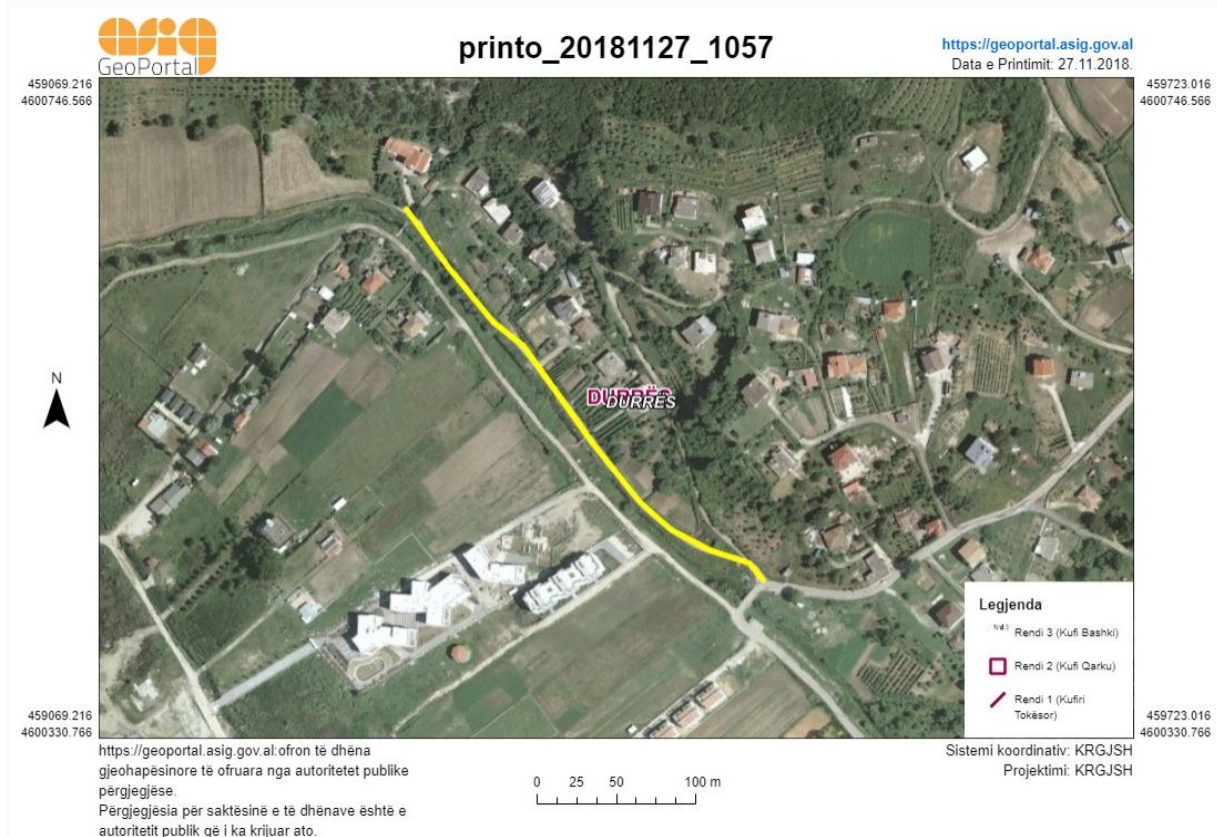 asig
GeoPortal
printo_20181127_1057
https://geoportal.asig.gov.al
Data e Printimit: 27.11.2018.
459069.216
4600746.566
459723.016
4600746.566
N
DURRËS
DURRËS
Legjenda
Rendi 3 (Kufi Bashki)
Rendi 2 (Kufi Qarku)
Rendi 1 (Kufiri
Tokësor)
459069.216
4600330.766
459723.016
4600330.766
https://geoportal.asig.gov.al:ofron të dhëna
gjeohapësinore të ofruara nga autoritetet publike
përgjegjëse.
Përgjegjësia për saktësinë e të dhënave është e
autoritetit publik që i ka krijuar ato.
0 25 50 100 m
Sistemi koordinativ: KRGJSH
Projektimi: KRGJSH